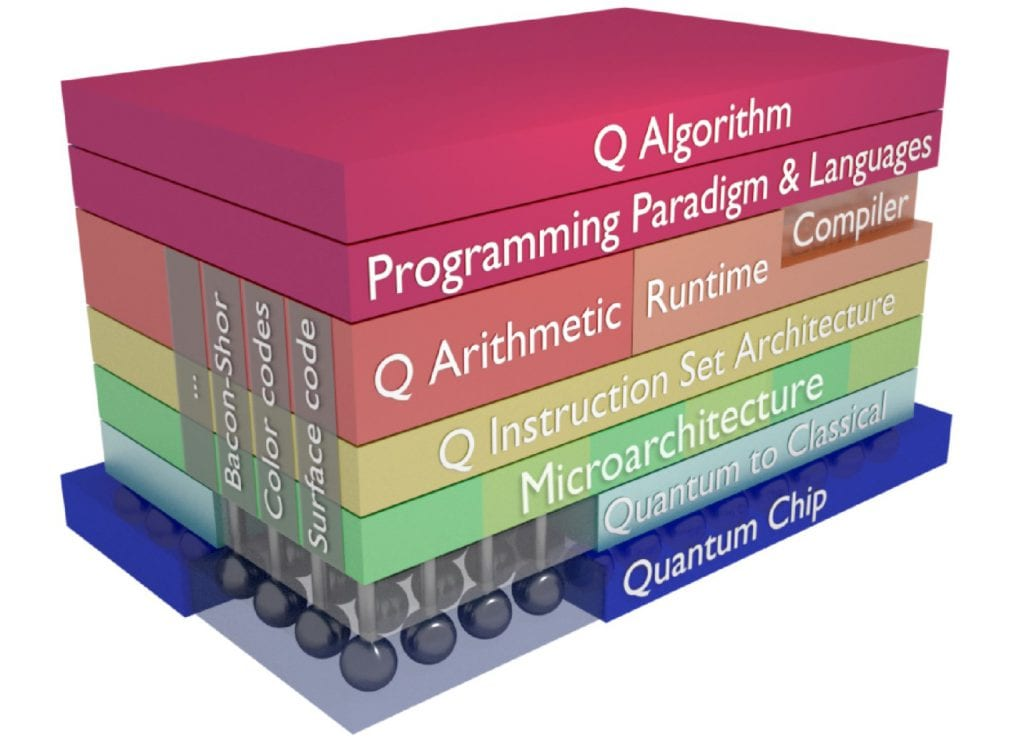 Q Algorithm
Programming Paradigm & Languages
Q Arithmetic
Runtime
Compiler
Q Instruction Set Architecture
Microarchitecture
Quantum to Classical
Quantum Chip
...
Bacon-Shor
Color codes
Surface code